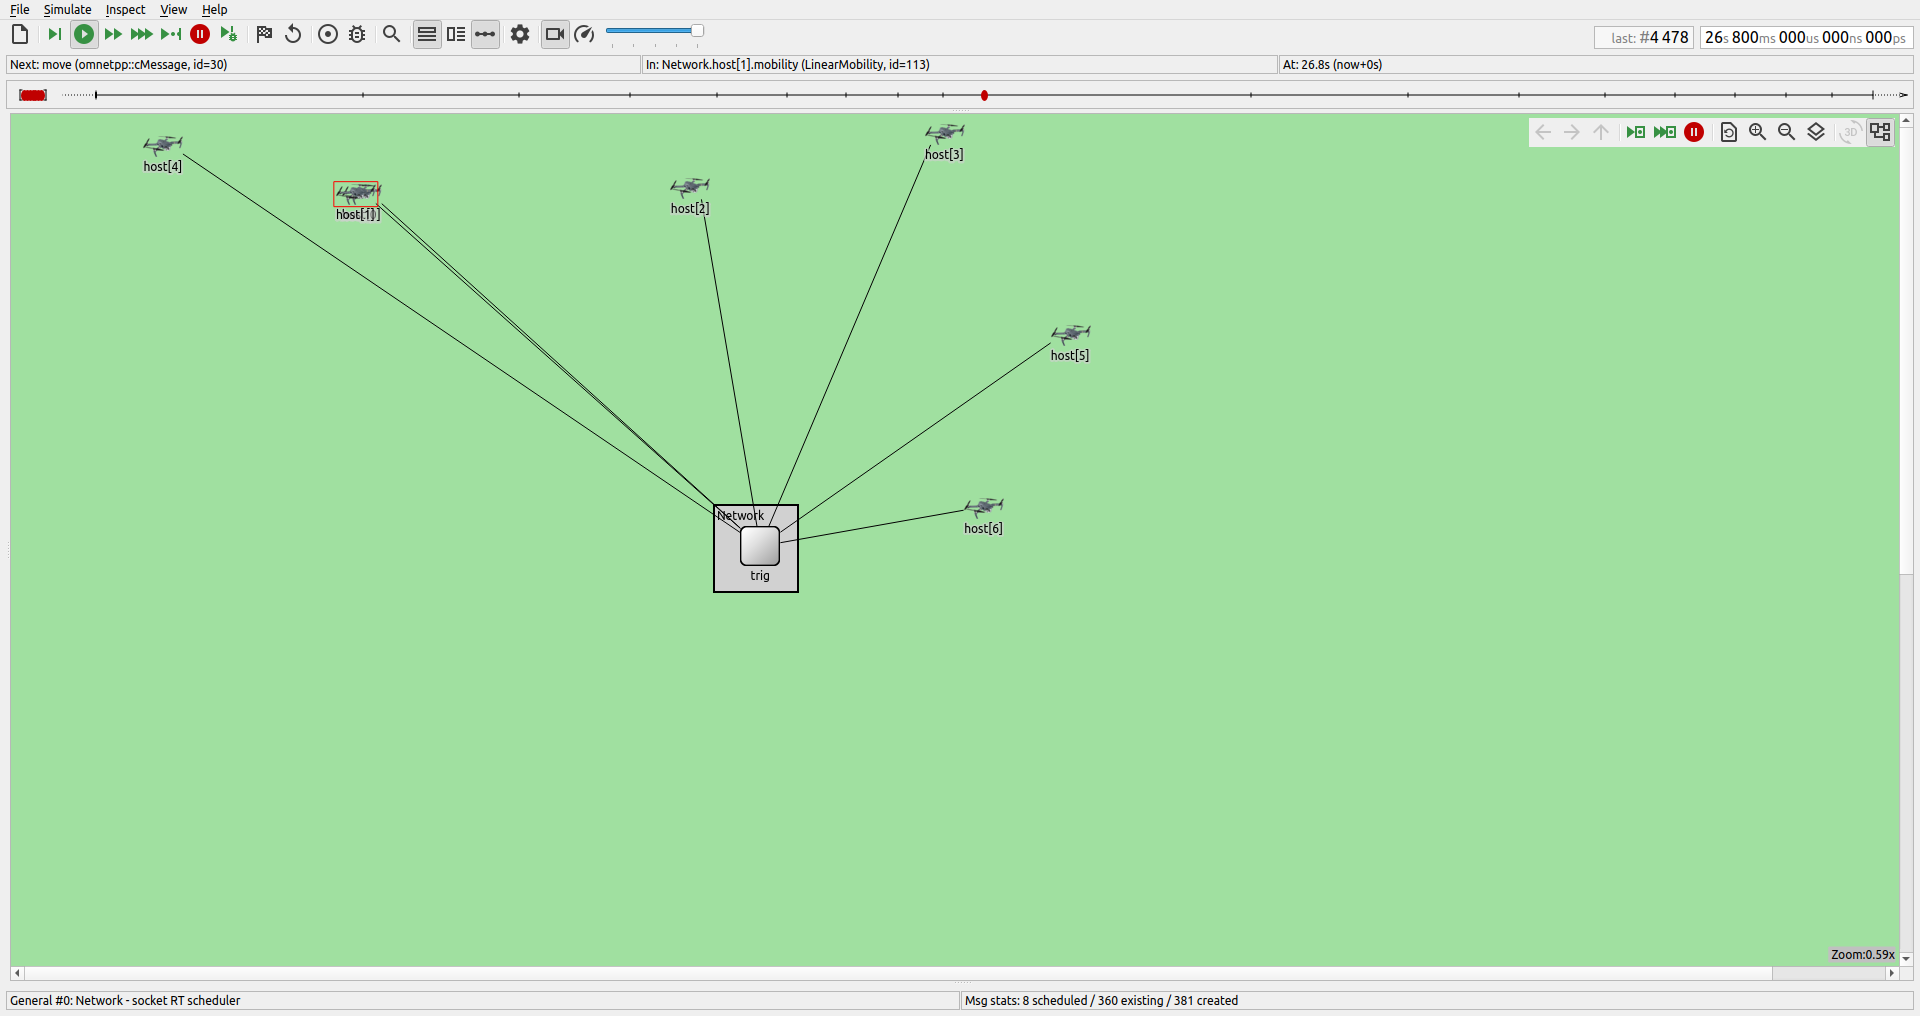 File Simulate Inspect View Help
last: #4 478
26s 800ms 000us 000ns 000ps
Next: move (omnetpp::cMessage, id=30)
In: Network.host[1].mobility (LinearMobility, id=113)
At: 26.8s (now+0s)
3D
host[4]
host[3]
host[1]
host[2]
host[5]
Network
host[6]
trig
Zoom:0.59x
General #0: Network - socket RT scheduler
Msg stats: 8 scheduled / 360 existing / 381 created